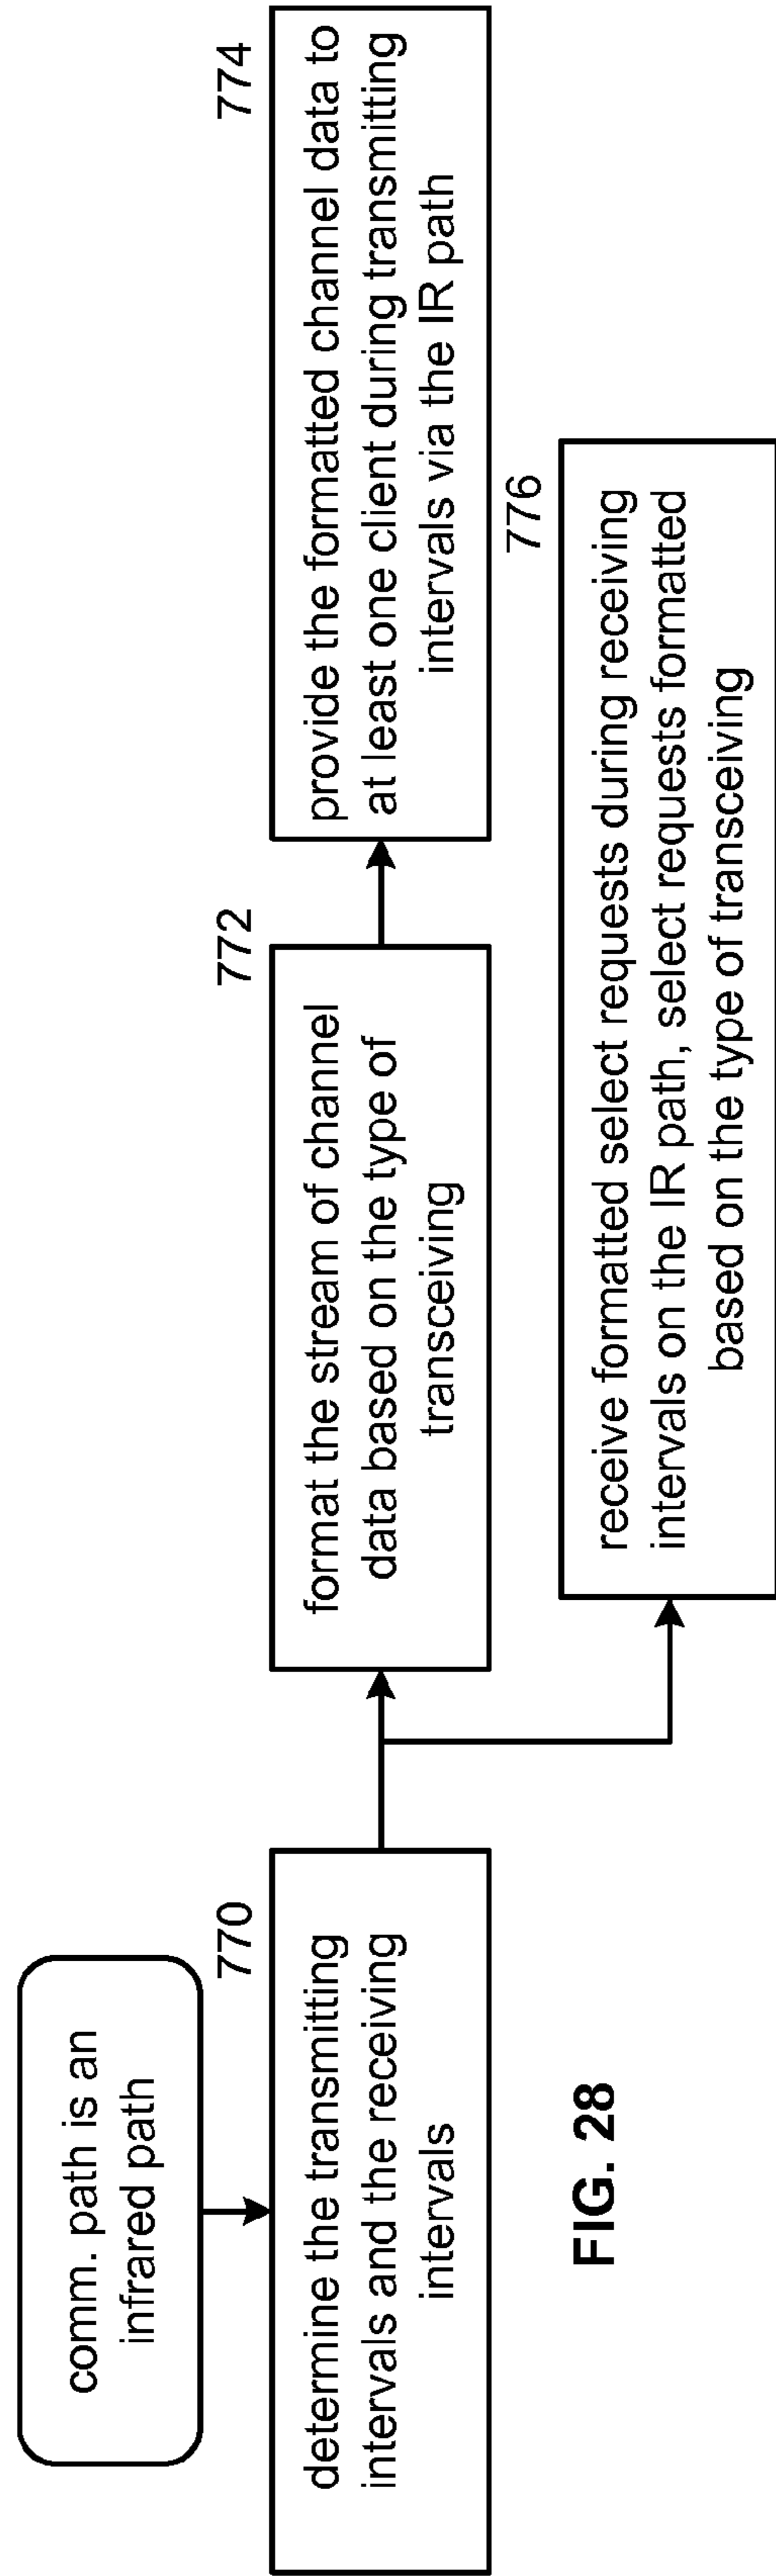 comm. path is an
infrared path
770
determine the transmitting
intervals and the receiving
intervals
772
format the stream of channel
data based on the type of
transceiving
774
provide the formatted channel data to
at least one client during transmitting
intervals via the IR path
776
receive formatted select requests during receiving
intervals on the IR path, select requests formatted
based on the type of transceiving
FIG. 28